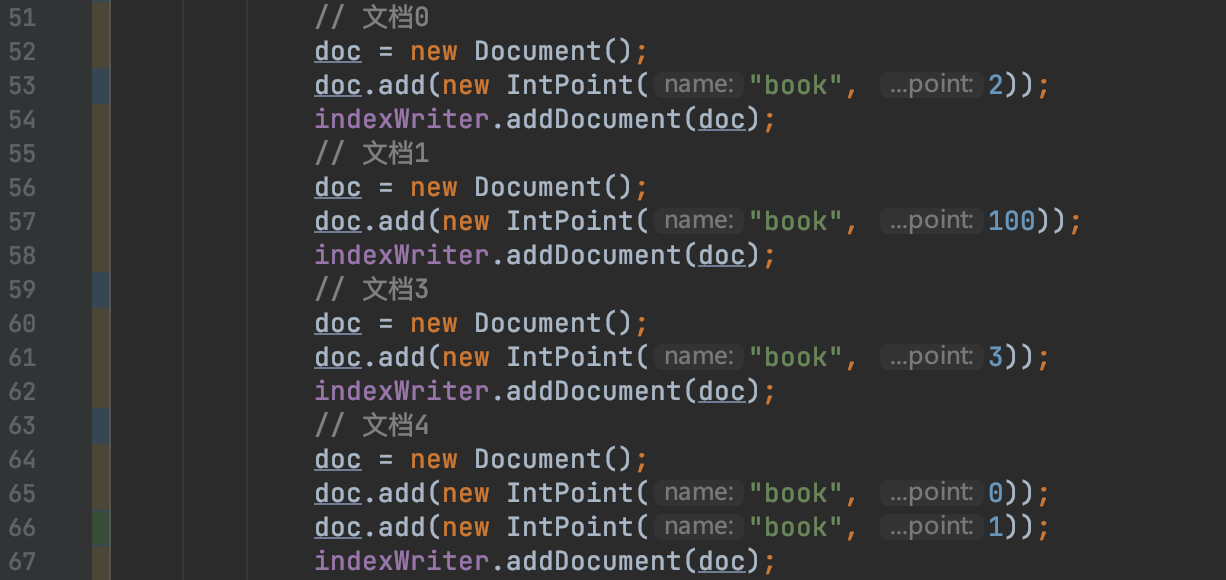 51 // 文档0
52 doc = new Document();
53 doc.add(new IntPoint( name: "book", ...point: 2));
54 indexWriter.addDocument(doc);
55 // 文档1
56 doc = new Document();
57 doc.add(new IntPoint( name: "book", ...point: 100));
58 indexWriter.addDocument(doc);
59 // 文档3
60 doc = new Document();
61 doc.add(new IntPoint( name: "book", ...point: 3));
62 indexWriter.addDocument(doc);
63 // 文档4
64 doc = new Document();
65 doc.add(new IntPoint( name: "book", ...point: 0));
66 doc.add(new IntPoint( name: "book", ...point: 1));
67 indexWriter.addDocument(doc);